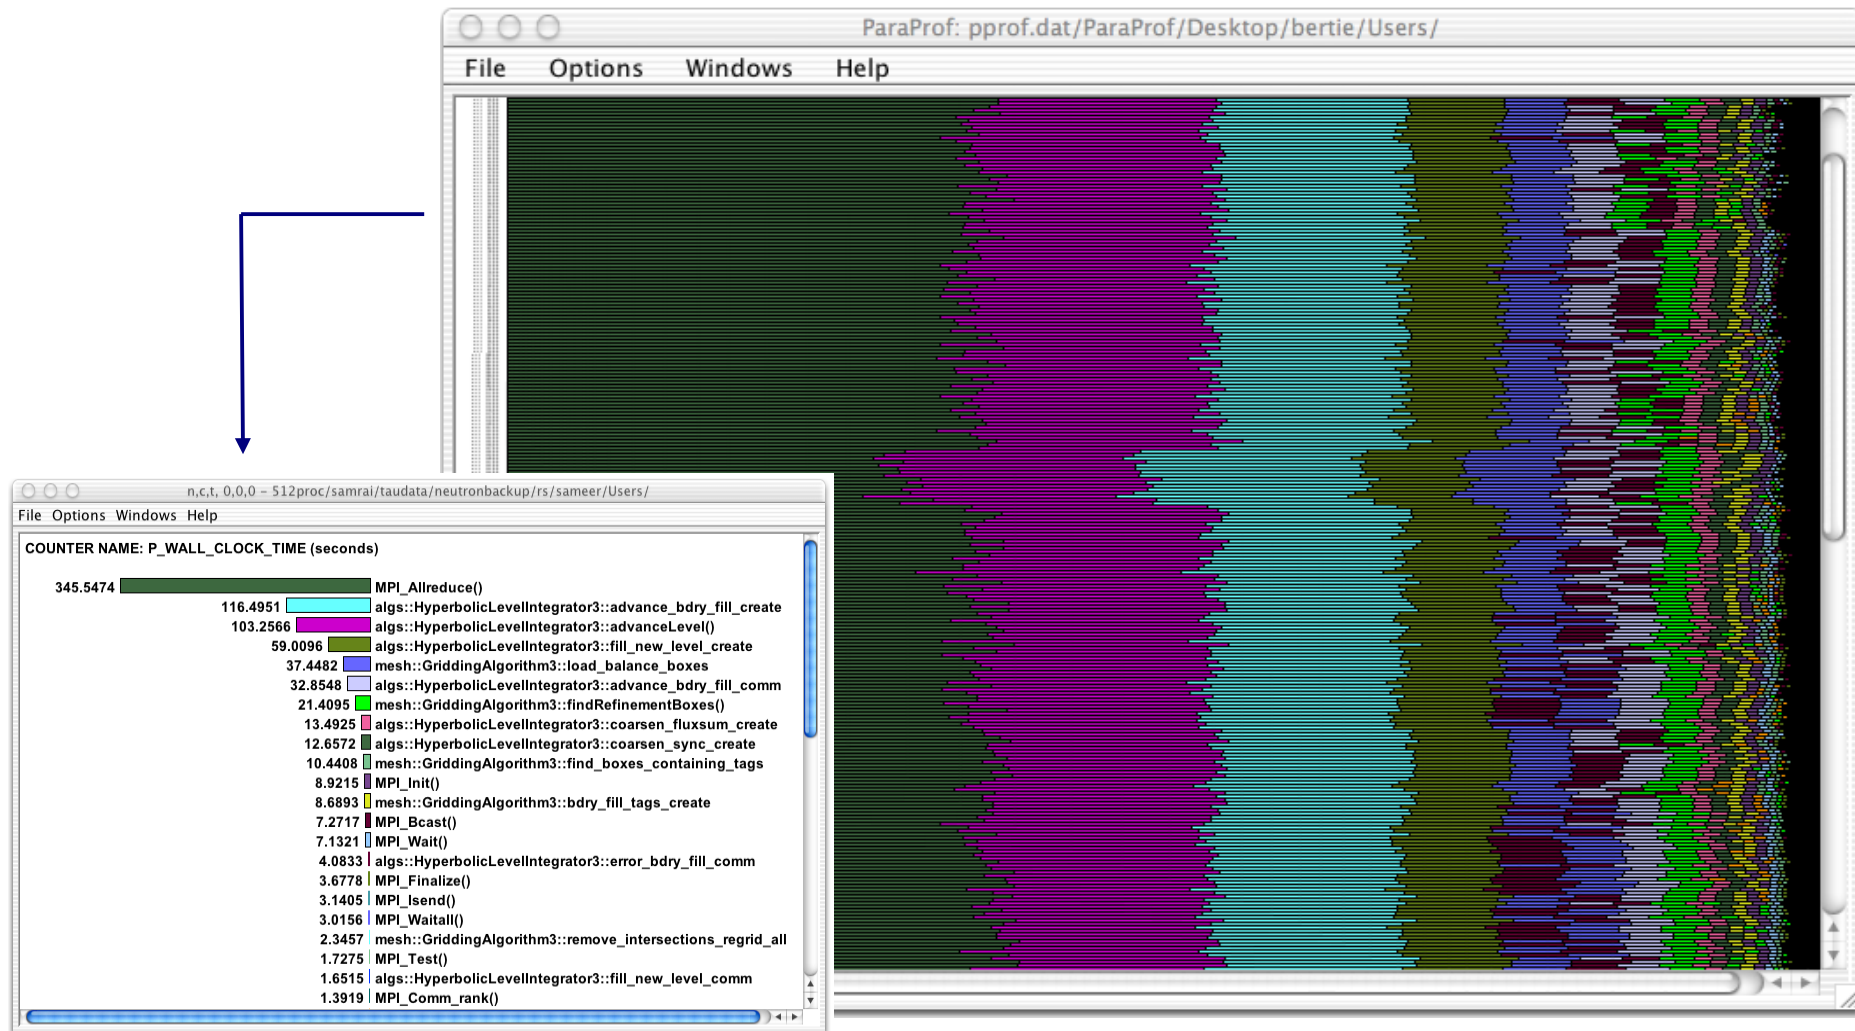 ParaProf: pprof.dat/ParaProf/Desktop/bertie/Users/
File Options Windows Help
n,c,t, 0,0,0 – 512proc/samrai/taudata/neutronbackup/rs/sameer/Users/
File Options Windows Help
COUNTER NAME: P_WALL_CLOCK_TIME (seconds)
345.5474 MPI_Allreduce()
116.4951 algs::HyperbolicLevelIntegrator3::advance_bdry_fill_create
103.2566 algs::HyperbolicLevelIntegrator3::advanceLevel()
59.0096 algs::HyperbolicLevelIntegrator3::fill_new_level_create
37.4482 mesh::GriddingAlgorithm3::load_balance_boxes
32.8548 algs::HyperbolicLevelIntegrator3::advance_bdry_fill_comm
21.4095 mesh::GriddingAlgorithm3::findRefinementBoxes()
13.4925 algs::HyperbolicLevelIntegrator3::coarsen_fluxsum_create
12.6572 algs::HyperbolicLevelIntegrator3::coarsen_sync_create
10.4408 mesh::GriddingAlgorithm3::find_boxes_containing_tags
8.9215 MPI_Init()
8.6893 mesh::GriddingAlgorithm3::bdry_fill_tags_create
7.2717 MPI_Bcast()
7.1321 MPI_Wait()
4.0833 algs::HyperbolicLevelIntegrator3::error_bdry_fill_comm
3.6778 MPI_Finalize()
3.1405 MPI_Isend()
3.0156 MPI_Waitall()
2.3457 mesh::GriddingAlgorithm3::remove_intersections_regrid_all
1.7275 MPI_Test()
1.6515 algs::HyperbolicLevelIntegrator3::fill_new_level_comm
1.3919 MPI_Comm_rank()